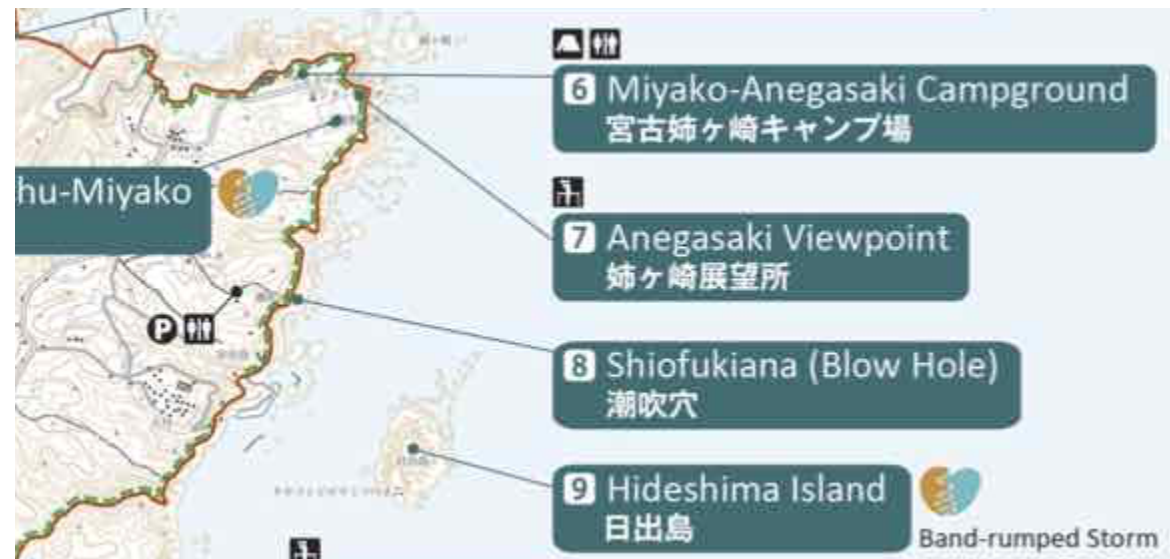 6 Miyako-Anegasaki Campground
宮古姉ヶ崎キャンプ場
hu-Miyako
7 Anegasaki Viewpoint
姉ヶ崎展望所
P
8 Shiofukiana (Blow Hole)
潮吹穴
9 Hideshima Island
日出島
Band-rumped Storm